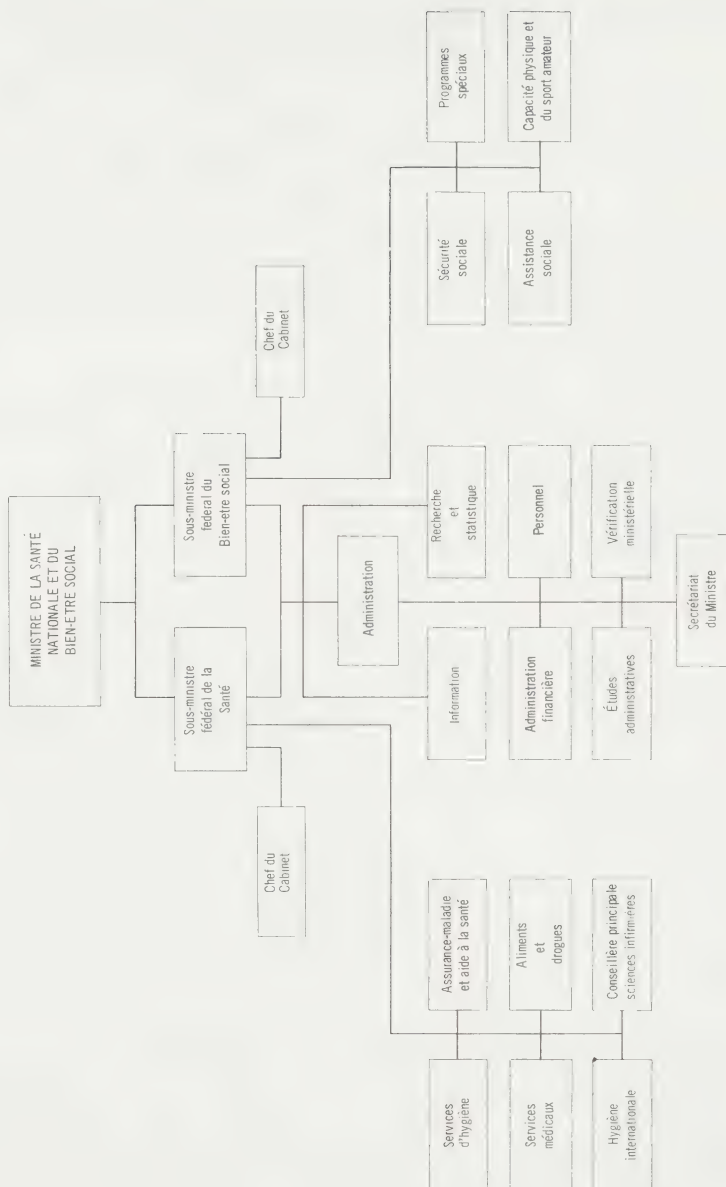 MINISTRE DE LA SANTÉ
NATIONALE ET DU
BIEN-ETRE SOCIAL
Sous-ministre
fédéral de la
Santé
Sous-ministre
federal du
Bien-etre social
Chef du
Cabinet
Chef du
Cabinet
Administration
Services
d'hygiène
Assurance-maladie
et aide à la santé
Information
Recherche
et
statistique
Sécurité
sociale
Programmes
spéciaux
Services
médicaux
Aliments
et
drogues
Administration
financière
Personnel
Assistance
sociale
Capacité physique et
du sport amateur
Hygiène
internationale
Conseillère principale
sciences infirmières
Études
administratives
Vérification
ministérielle
Secrétariat
du Ministre